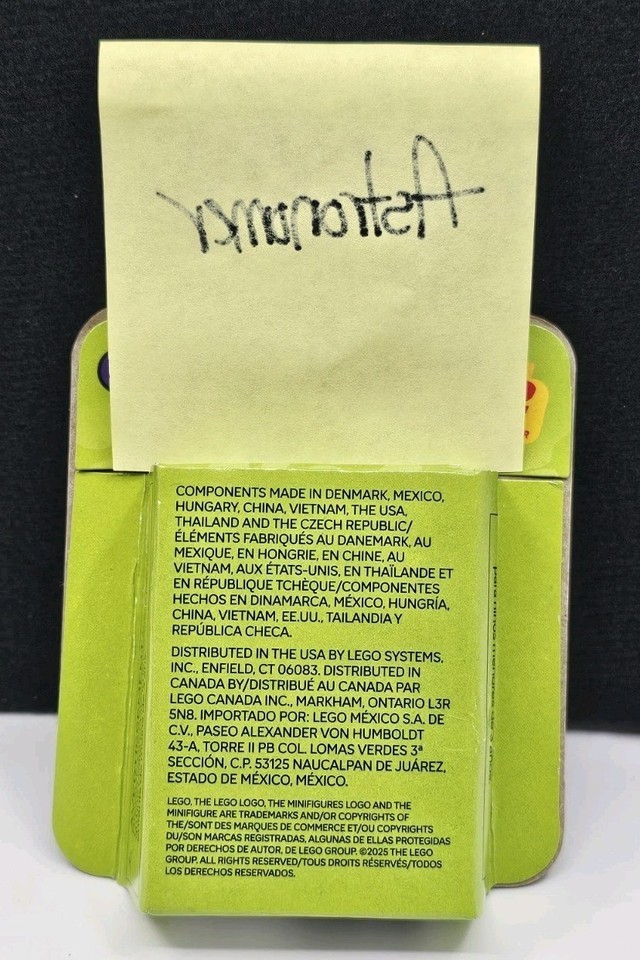 Astronomer
COMPONENTS MADE IN DENMARK, MEXICO,
HUNGARY, CHINA, VIETNAM, THE USA,
THAILAND AND THE CZECH REPUBLIC/
ÉLÉMENTS FABRIQUÉS AU DANEMARK, AU
MEXIQUE, EN HONGRIE, EN CHINE, AU
VIETNAM, AUX ÉTATS-UNIS, EN THAÏLANDE ET
EN RÉPUBLIQUE TCHÈQUE/COMPONENTES
HECHOS EN DINAMARCA, MÉXICO, HUNGRÍA,
CHINA, VIETNAM, EE.UU., TAILANDIA Y
REPÚBLICA CHECA.
DISTRIBUTED IN THE USA BY LEGO SYSTEMS,
INC., ENFIELD, CT 06083. DISTRIBUTED IN
CANADA BY/DISTRIBUÉ AU CANADA PAR
LEGO CANADA INC., MARKHAM, ONTARIO L3R
5N8. IMPORTADO POR: LEGO MÉXICO S.A. DE
C.V., PASEO ALEXANDER VON HUMBOLDT
43-A, TORRE II PB COL. LOMAS VERDES 3ª
SECCIÓN, C.P. 53125 NAUCALPAN DE JUÁREZ,
ESTADO DE MÉXICO, MÉXICO.
LEGO, THE LEGO LOGO, THE MINIFIGURES LOGO AND THE
MINIFIGURE ARE TRADEMARKS AND/OR COPYRIGHTS OF
THE/SONT DES MARQUES DE COMMERCE ET/OU COPYRIGHTS
DU/SON MARCAS REGISTRADAS, ALGUNAS DE ELLAS PROTEGIDAS
POR DERECHOS DE AUTOR, DE LEGO GROUP. ©2025 THE LEGO
GROUP. ALL RIGHTS RESERVED/TOUS DROITS RÉSERVÉS/TODOS
LOS DERECHOS RESERVADOS.
para niños menores de 3 años